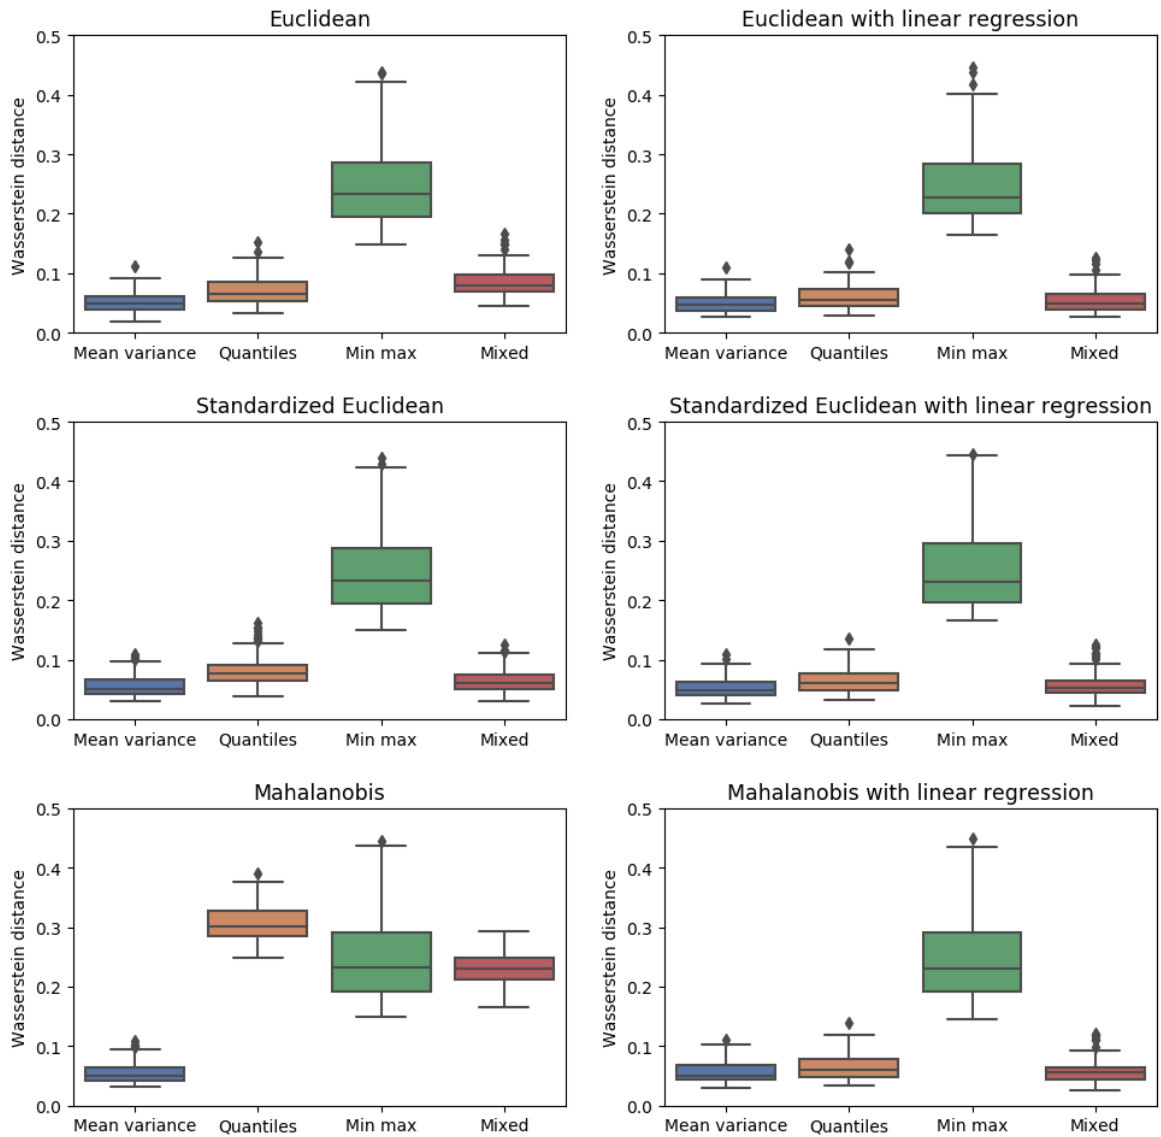 Euclidean
Wasserstein distance
0.5
0.4
0.3
0.2
0.1
0.0
Mean variance Quantiles Min max Mixed
Euclidean with linear regression
Wasserstein distance
0.5
0.4
0.3
0.2
0.1
0.0
Mean variance Quantiles Min max Mixed
Standardized Euclidean
Wasserstein distance
0.5
0.4
0.3
0.2
0.1
0.0
Mean variance Quantiles Min max Mixed
Standardized Euclidean with linear regression
Wasserstein distance
0.5
0.4
0.3
0.2
0.1
0.0
Mean variance Quantiles Min max Mixed
Mahalanobis
Wasserstein distance
0.5
0.4
0.3
0.2
0.1
0.0
Mean variance Quantiles Min max Mixed
Mahalanobis with linear regression
Wasserstein distance
0.5
0.4
0.3
0.2
0.1
0.0
Mean variance Quantiles Min max Mixed